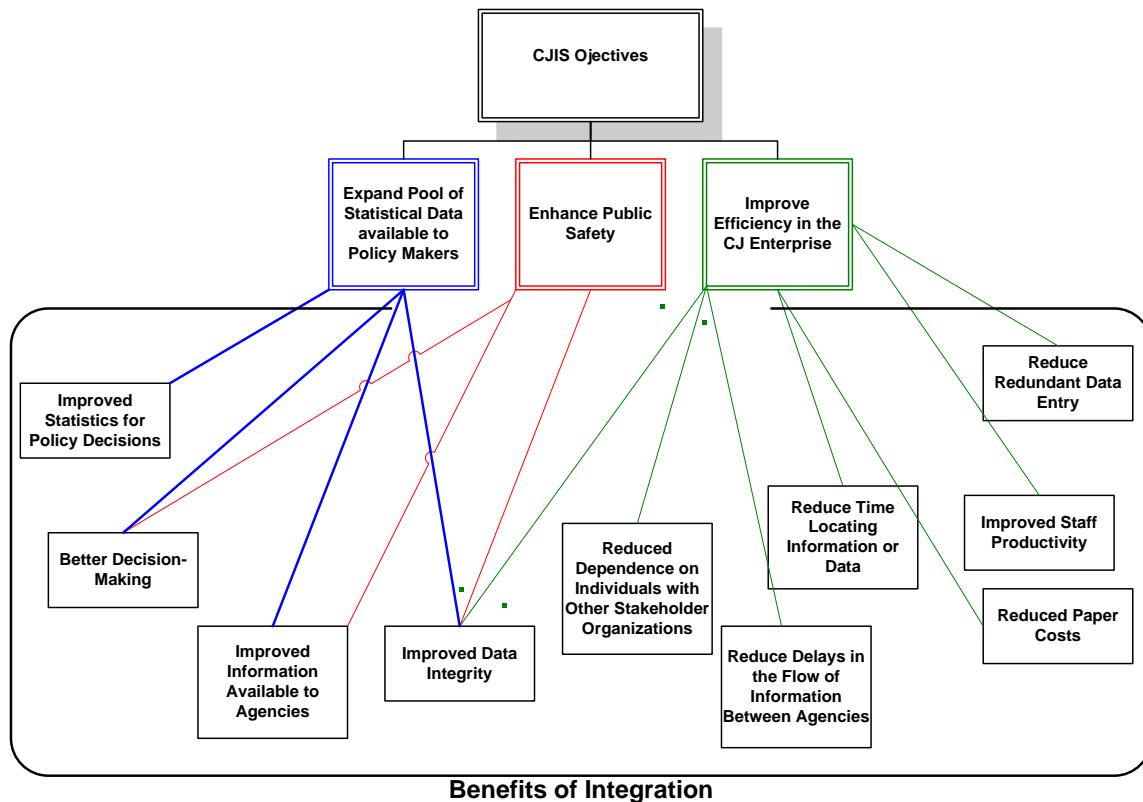 CJIS Ojectives
Expand Pool of
Statistical Data
available to
Policy Makers
Enhance Public
Safety
Improve
Efficiency in the
CJ Enterprise
Improved
Statistics for
Policy Decisions
Reduce
Redundant Data
Entry
Better Decision-
Making
Reduced
Dependence on
Individuals with
Other Stakeholder
Organizations
Reduce Time
Locating
Information or
Data
Improved Staff
Productivity
Improved
Information
Available to
Agencies
Improved Data
Integrity
Reduce Delays in
the Flow of
Information
Between Agencies
Reduced Paper
Costs
Benefits of Integration